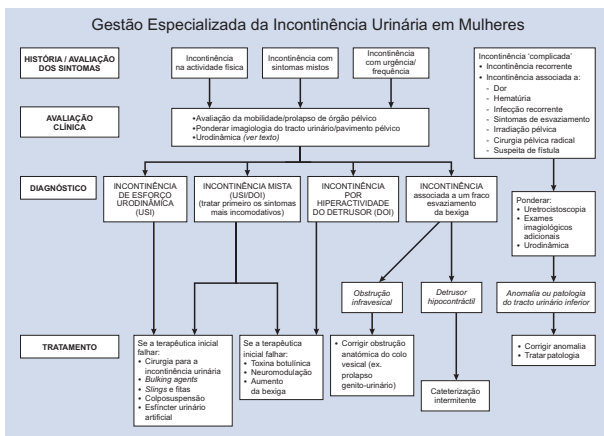 Gestão Especializada da Incontinência Urinária em Mulheres
HISTÓRIA / AVALIAÇÃO
DOS SINTOMAS
Incontinência
na actividade física
Incontinência com
sintomas mistos
Incontinência
com urgência/
frequência
Incontinência 'complicada'
• Incontinência recorrente
• Incontinência associada a:
- Dor
- Hematúria
- Infecção recorrente
- Sintomas de esvaziamento
- Irradiação pélvica
- Cirurgia pélvica radical
- Suspeita de fístula
AVALIAÇÃO
CLÍNICA
•Avaliação da mobilidade/prolapso de órgão pélvico
•Ponderar imagiologia do tracto urinário/pavimento pélvico
•Urodinâmica (ver texto)
DIAGNÓSTICO
INCONTINÊNCIA
DE ESFORÇO
URODINÂMICA
(USI)
INCONTINÊNCIA MISTA
(USI/DOI)
(tratar primeiro os sintomas
mais incomodativos)
INCONTINÊNCIA
POR
HIPERACTIVIDADE
DO DETRUSOR (DOI)
INCONTINÊNCIA
associada a um fraco
esvaziamento
da bexiga
Ponderar:
• Uretrocistoscopia
• Exames
imagiológicos
adicionais
• Urodinâmica
Obstrução
infravesical
Detrusor
hipocontráctil
Anomalia ou patologia
do tracto urinário inferior
TRATAMENTO
Se a terapêutica inicial
falhar:
• Cirurgia para a
incontinência urinária
• Bulking agents
• Slings e fitas
• Colposuspensão
• Esfíncter urinário
artificial
Se a terapêutica
inicial falhar:
• Toxina botulínica
• Neuromodulação
• Aumento
da bexiga
• Corrigir obstrução
anatómica do colo
vesical (ex.
prolapso
genito-urinário)
Cateterização
intermitente
• Corrigir anomalia
• Tratar patologia